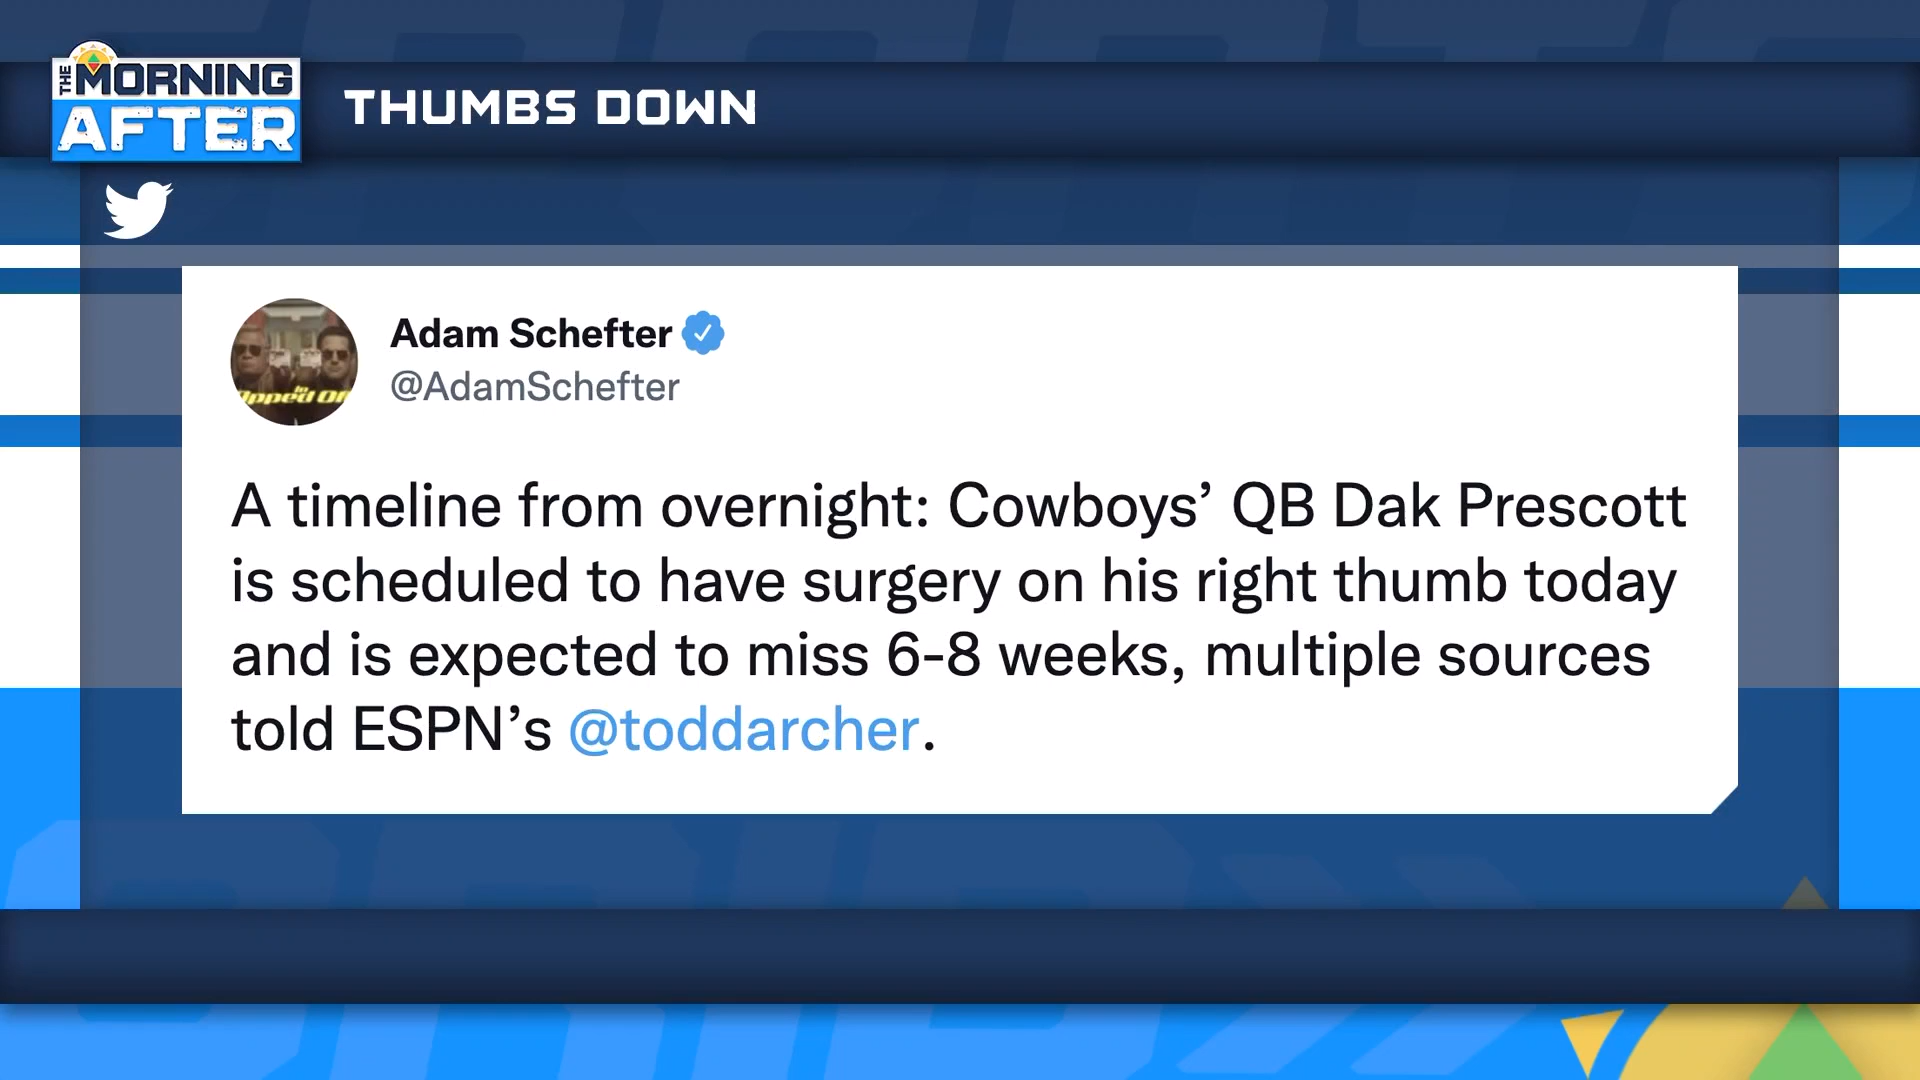 THE
MORNING
AFTER
THUMBS DOWN
Adam Schefter
@AdamSchefter
A timeline from overnight: Cowboys’ QB Dak Prescott
is scheduled to have surgery on his right thumb today
and is expected to miss 6-8 weeks, multiple sources
told ESPN’s @toddarcher.